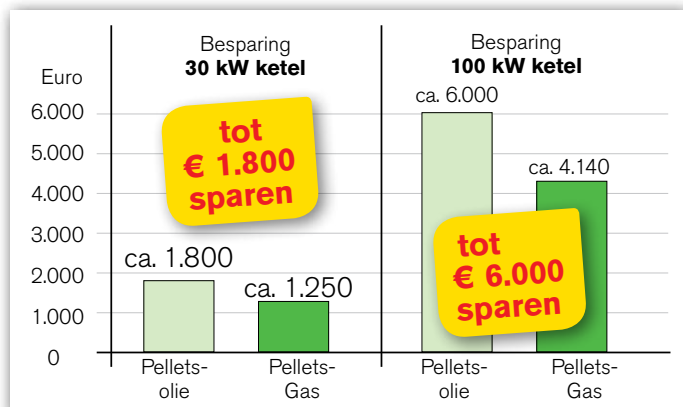 Besparing
30 kW ketel
Besparing
100 kW ketel
Euro
6.000
5.000
4.000
3.000
2.000
1.000
0
tot
€ 1.800
sparen
ca. 1.800
ca. 1.250
ca. 6.000
ca. 4.140
tot
€ 6.000
sparen
Pellets-
olie
Pellets-
Gas
Pellets-
olie
Pellets-
Gas